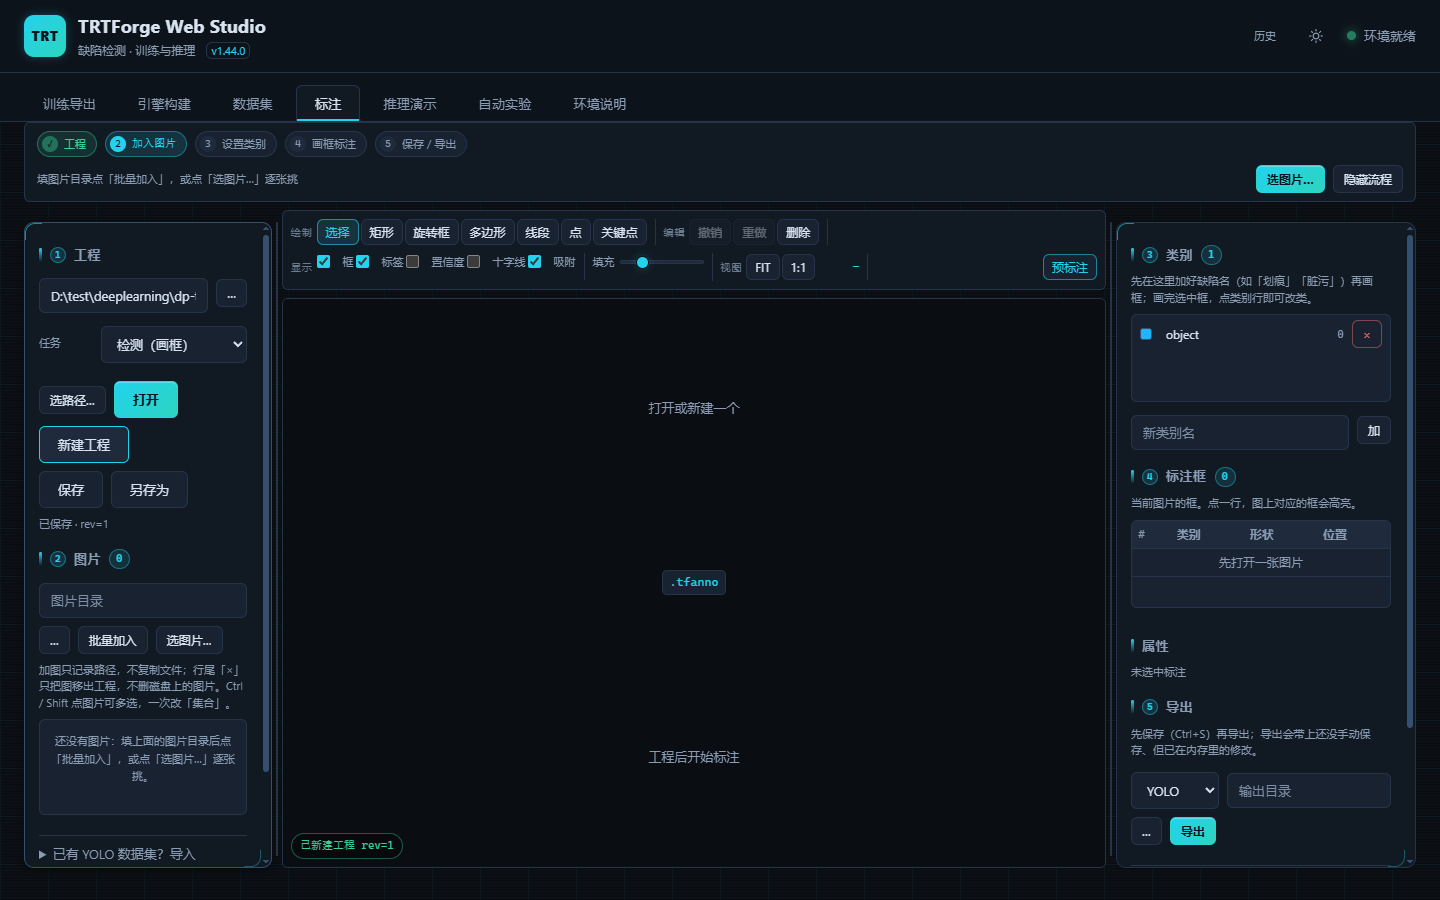 TRT
TRTForge Web Studio
缺陷检测 · 训练与推理 v1.44.0
历史
环境就绪
训练导出 引擎构建 数据集 标注 推理演示 自动实验 环境说明
✓ 工程 2 加入图片 3 设置类别 4 画框标注 5 保存 / 导出
填图片目录点「批量加入」，或点「选图片…」逐张挑
选图片… 隐藏流程
1 工程
D:\test\deeplearning\dp- ...
任务 检测（画框）
选路径… 打开
新建工程
保存 另存为
已保存 · rev=1
2 图片 0
图片目录
... 批量加入 选图片…
加图只记录路径，不复制文件；行尾「×」
只把图移出工程，不删磁盘上的图片。Ctrl
/ Shift 点图片可多选，一次改「集合」。
还没有图片：填上面的图片目录后点
「批量加入」，或点「选图片…」逐张
挑。
▶ 已有 YOLO 数据集？导入
绘制 选择 矩形 旋转框 多边形 线段 点 关键点 编辑 撤销 重做 删除
显示 框 标签 置信度 十字线 吸附 填充 视图 FIT 1:1 – 预标注
打开或新建一个
.tfanno
工程后开始标注
已新建工程 rev=1
3 类别 1
先在这里加好缺陷名（如「划痕」「脏污」）再画
框；画完选中框，点类别行即可改类。
object 0 ×
新类别名 加
4 标注框 0
当前图片的框。点一行，图上对应的框会高亮。
# 类别 形状 位置
先打开一张图片
属性
未选中标注
5 导出
先保存（Ctrl+S）再导出；导出会带上还没手动保
存、但已在内存里的修改。
YOLO 输出目录
... 导出